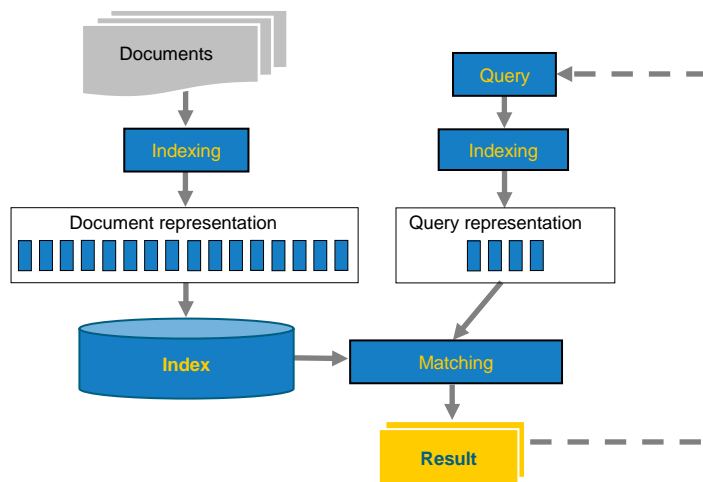 Documents
Query
Indexing
Indexing
Document representation
Query representation
Index
Matching
Result